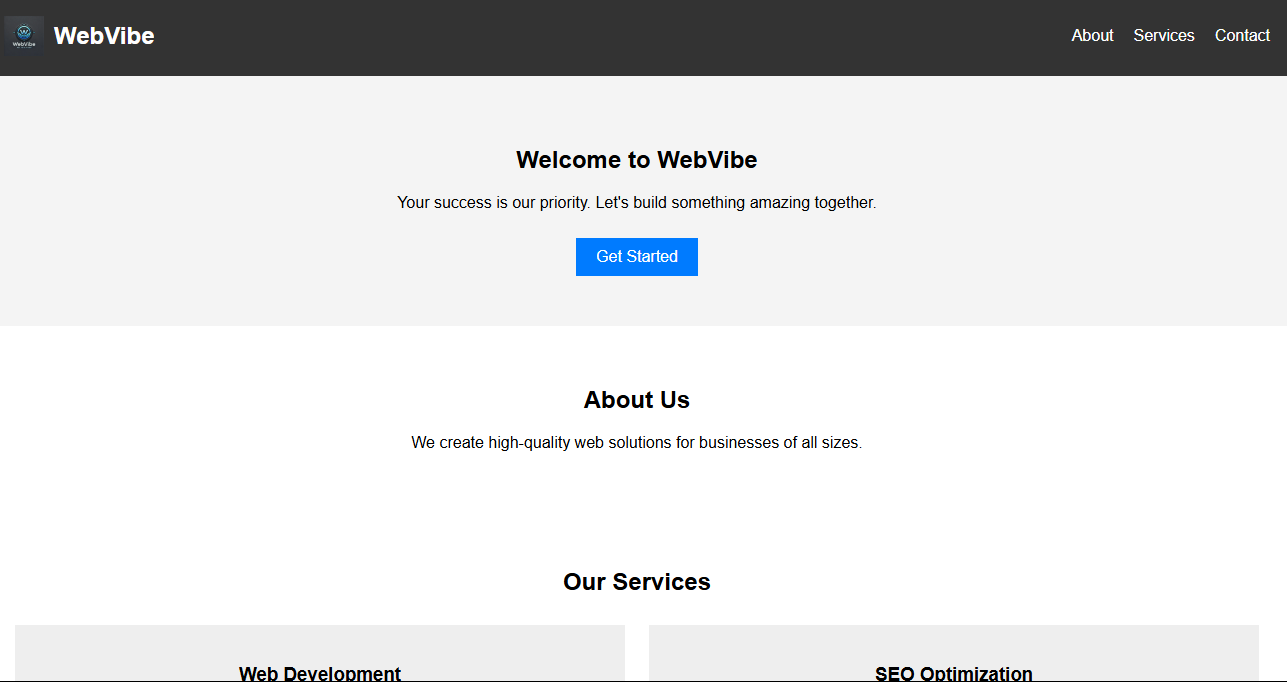 WebVibe
WebVibe
About Services Contact
Welcome to WebVibe
Your success is our priority. Let's build something amazing together.
Get Started
About Us
We create high-quality web solutions for businesses of all sizes.
Our Services
Web Development
SEO Optimization